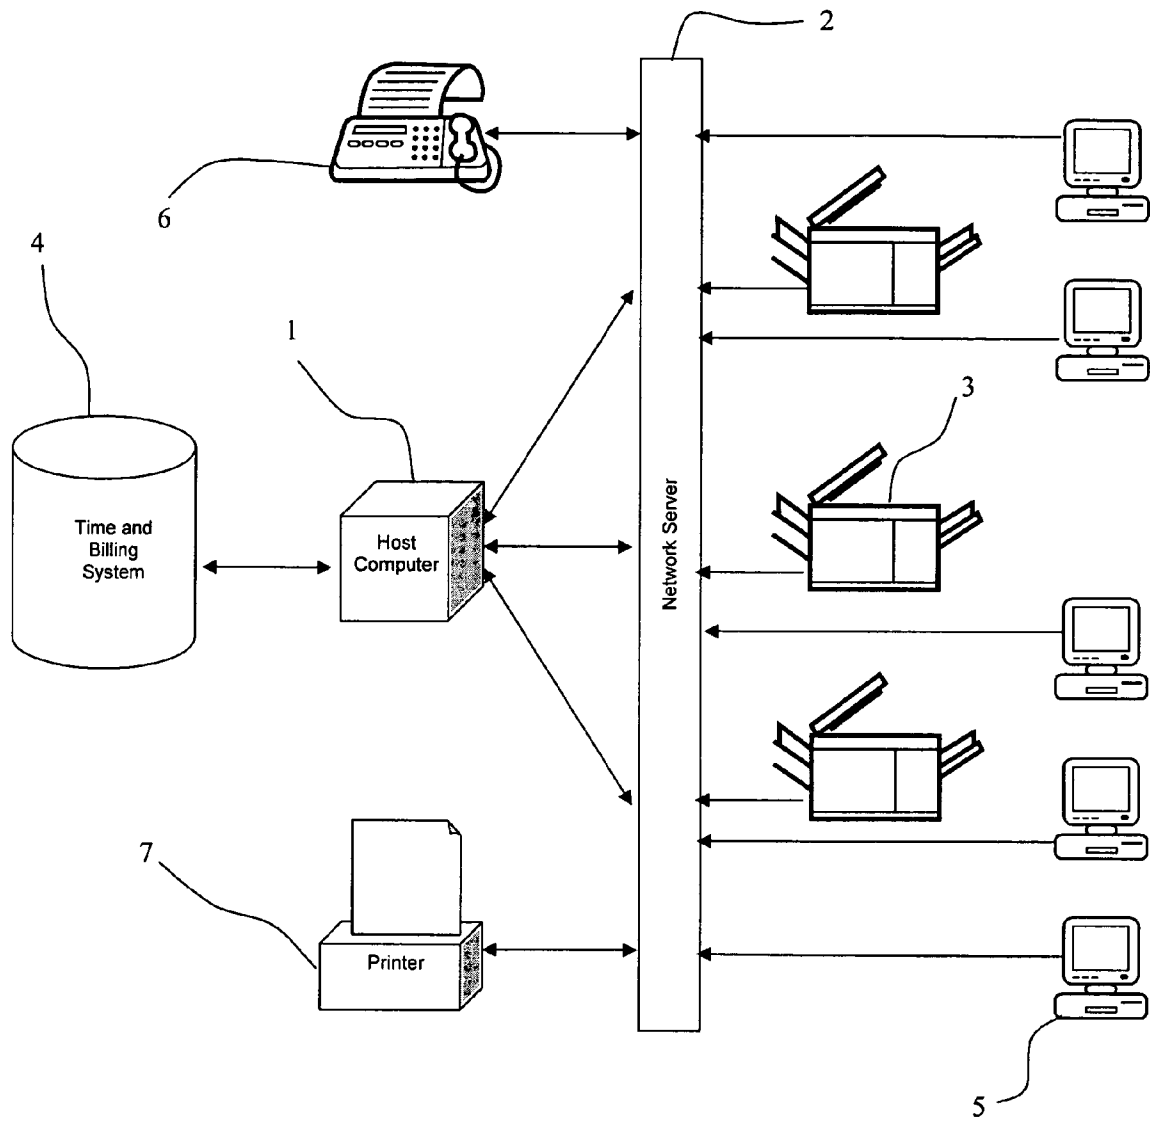 2
6
4
1
3
Time and
Billing
System
Host
Computer
Network Server
7
Printer
5